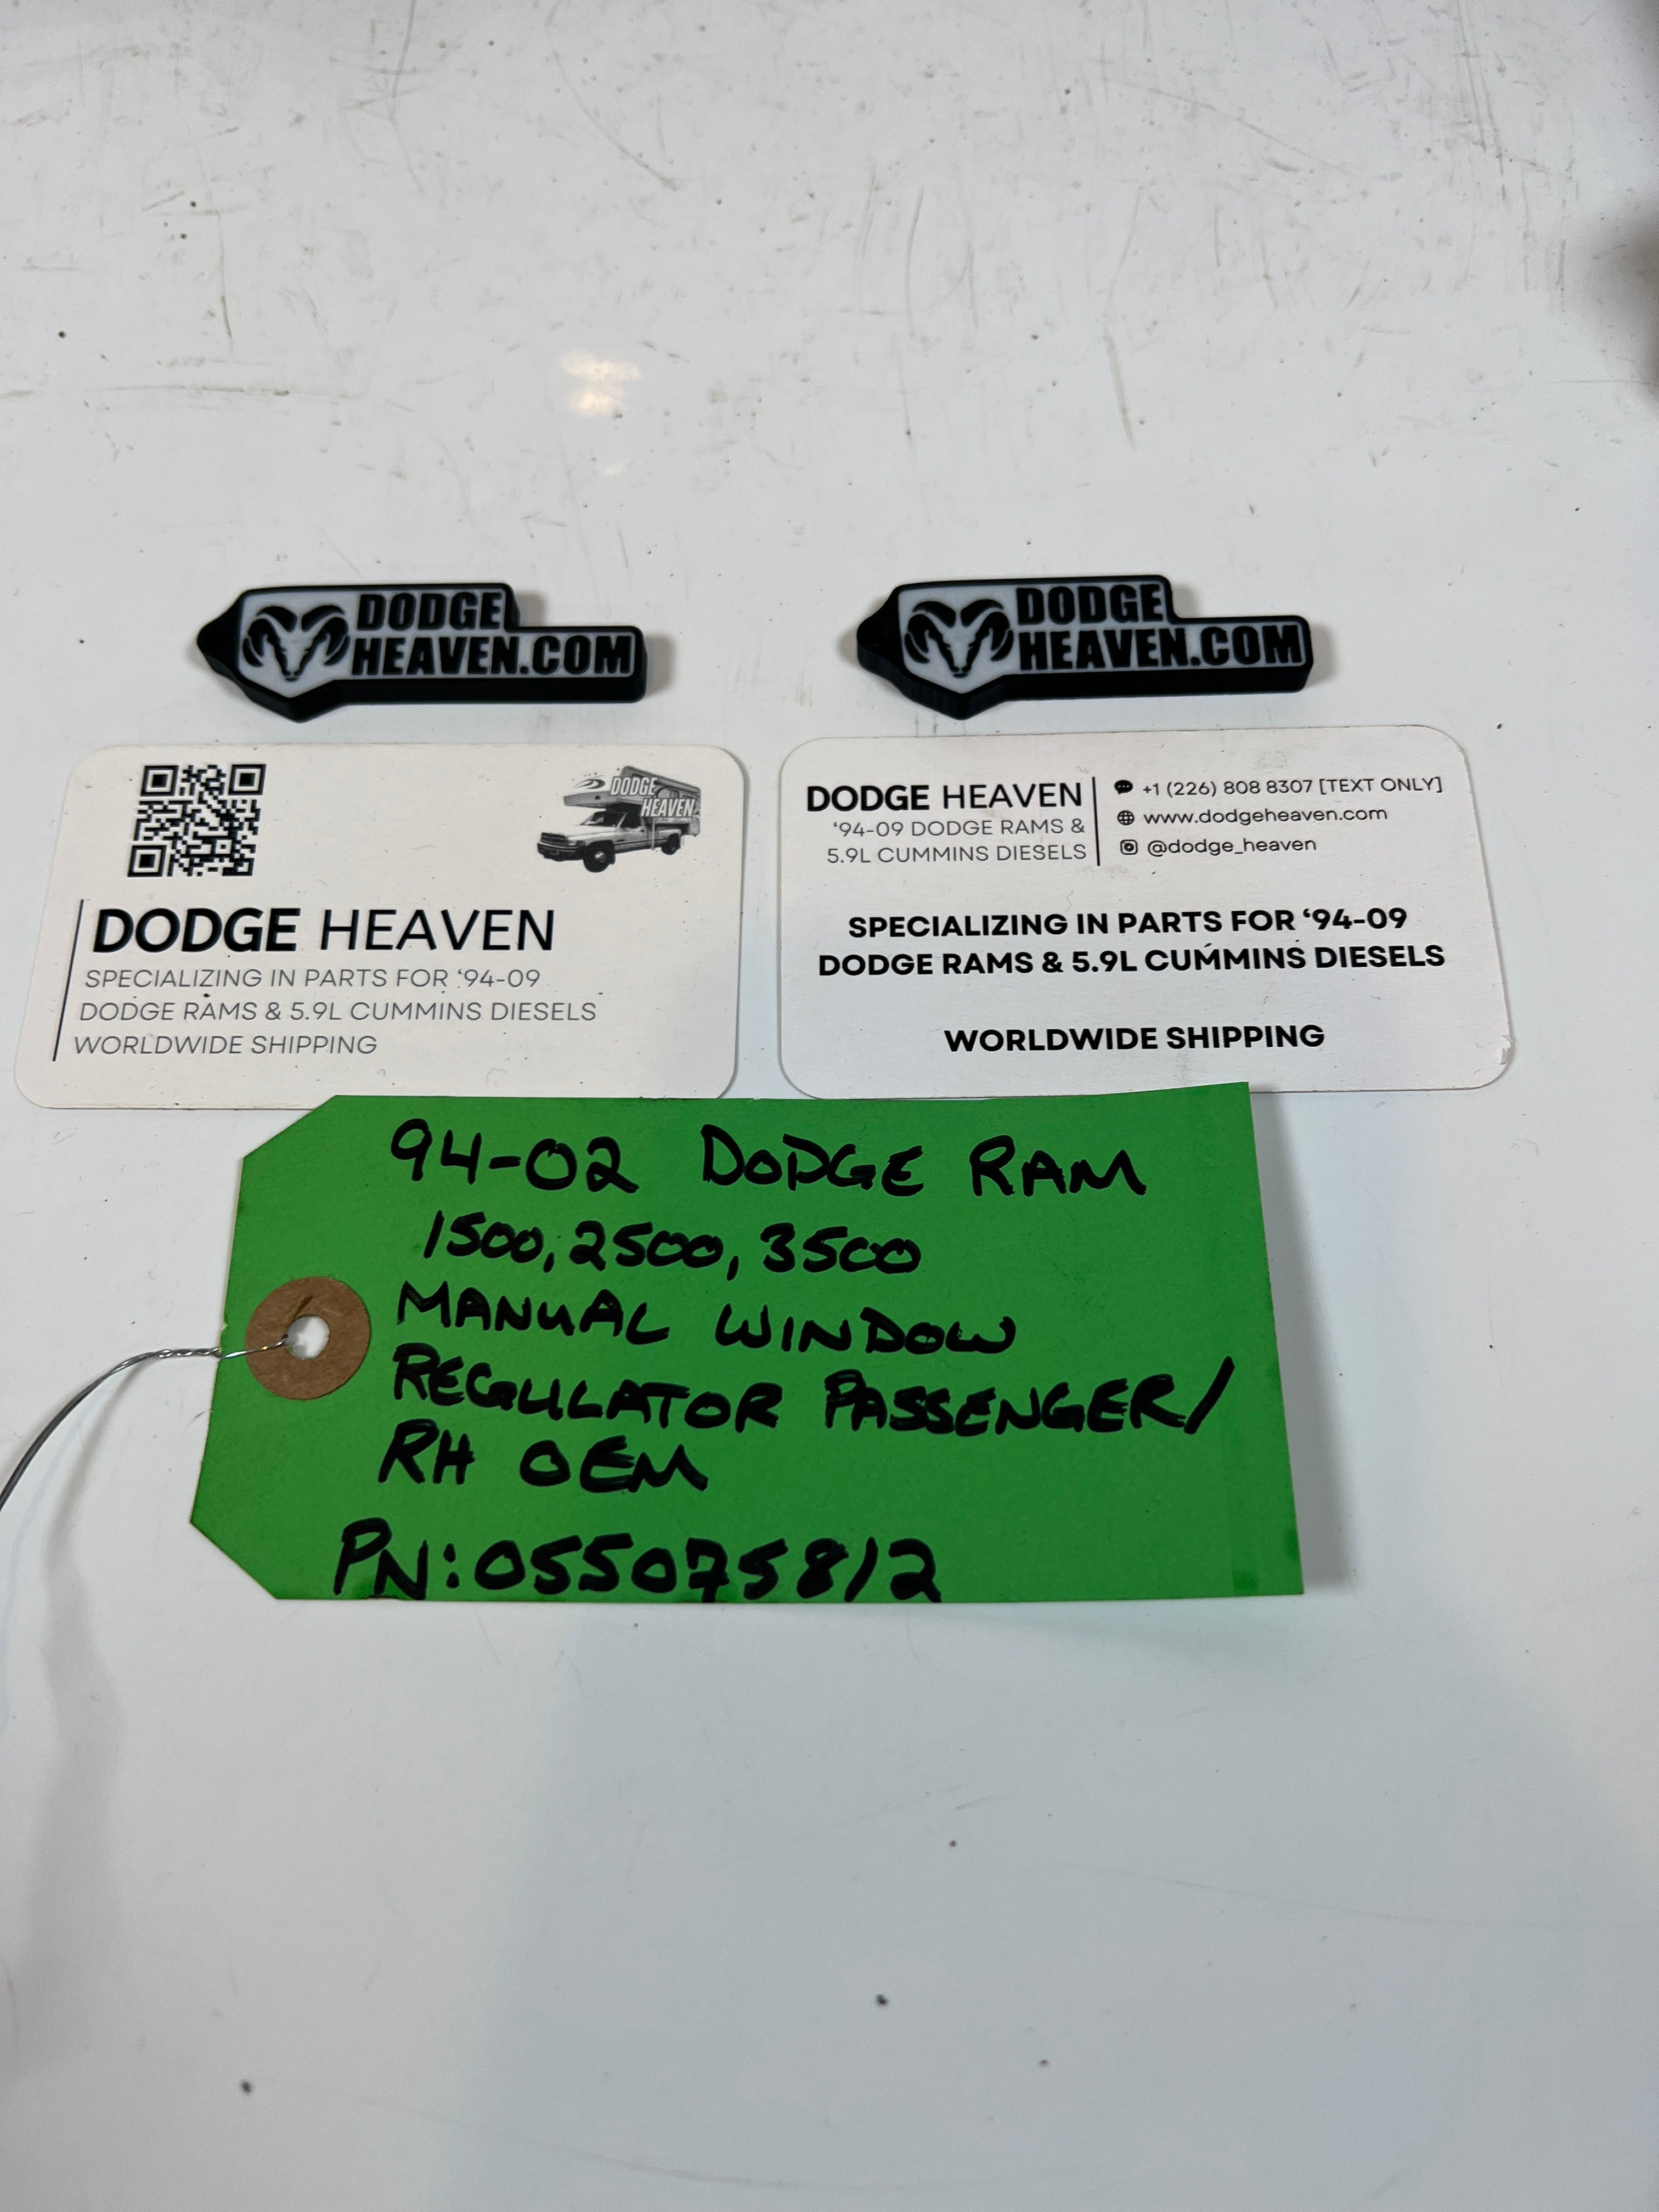 DODGE
HEAVEN.COM
DODGE
HEAVEN.COM
DODGE
HEAVEN
DODGE HEAVEN
SPECIALIZING IN PARTS FOR '94-09
DODGE RAMS & 5.9L CUMMINS DIESELS
WORLDWIDE SHIPPING
DODGE HEAVEN
'94-09 DODGE RAMS &
5.9L CUMMINS DIESELS
+1 (226) 808 8307 [TEXT ONLY]
www.dodgeheaven.com
@dodge_heaven
SPECIALIZING IN PARTS FOR '94-09
DODGE RAMS & 5.9L CUMMINS DIESELS
WORLDWIDE SHIPPING
94-02 DODGE RAM
1500, 2500, 3500
MANUAL WINDOW
REGULATOR PASSENGER/
RH OEM
PN:055075812